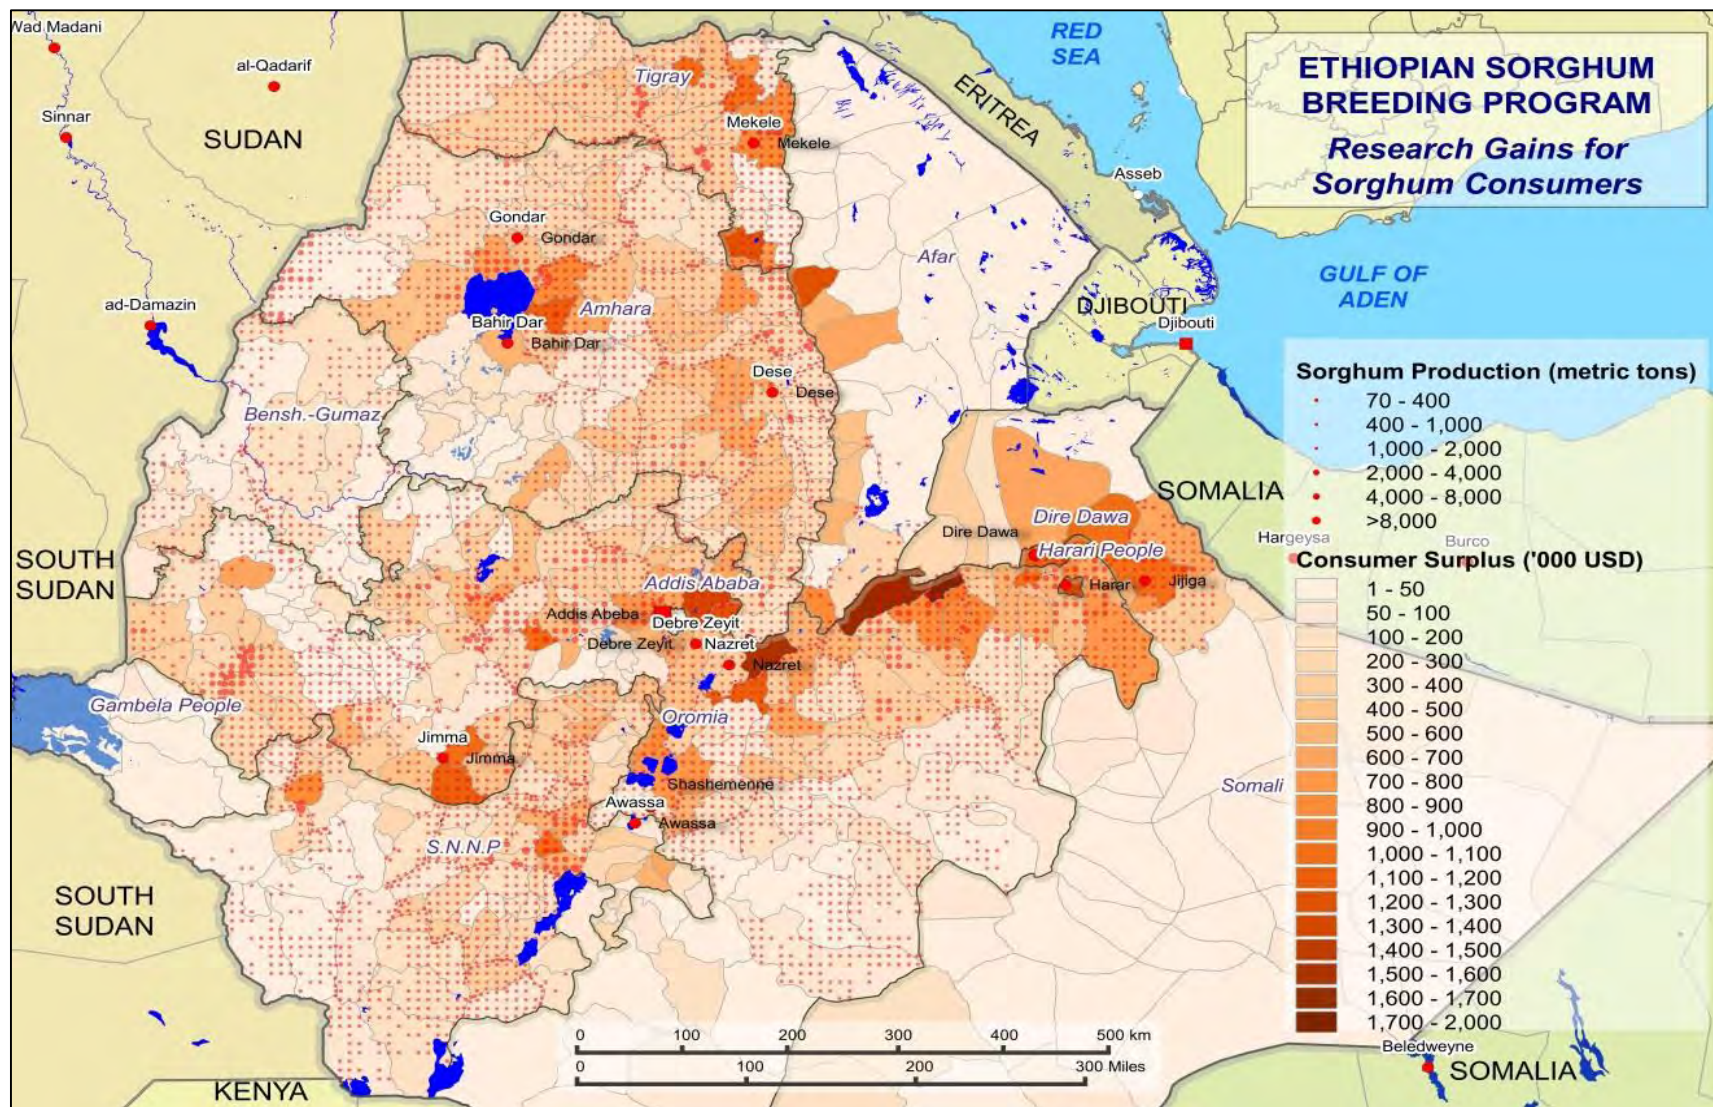 ETHIOPIAN SORGHUM
BREEDING PROGRAM
Research Gains for
Sorghum Consumers
Wad Madani
al-Qadarif
Sinnar
SUDAN
RED
SEA
ERITREA
Tigray
Mekele
Mekele
Asseb
Gondar
Gondar
Afar
GULF OF
ADEN
ad-Damazin
Amhara
DJIBOUTI
Djibouti
Bahir Dar
Bahir Dar
Dese
Dese
Bensh.-Gumaz
SOMALIA
Dire Dawa
Dire Dawa
Harari People
Hargeysa
Burco
SOUTH
SUDAN
Addis Ababa
Harar
Jijiga
Addis Abeba
Debre Zeyit
Debre Zeyit
Nazret
Nazret
Gambela People
Oromia
Jimma
Jimma
Shashemenne
Somali
Awassa
Awassa
S.N.N.P
SOUTH
SUDAN
KENYA
Beledweyne
SOMALIA
Sorghum Production (metric tons)
70 - 400
400 - 1,000
1,000 - 2,000
2,000 - 4,000
4,000 - 8,000
>8,000
Consumer Surplus ('000 USD)
1 - 50
50 - 100
100 - 200
200 - 300
300 - 400
400 - 500
500 - 600
600 - 700
700 - 800
800 - 900
900 - 1,000
1,000 - 1,100
1,100 - 1,200
1,200 - 1,300
1,300 - 1,400
1,400 - 1,500
1,500 - 1,600
1,600 - 1,700
1,700 - 2,000
0 100 200 300 400 500 km
0 100 200 300 Miles